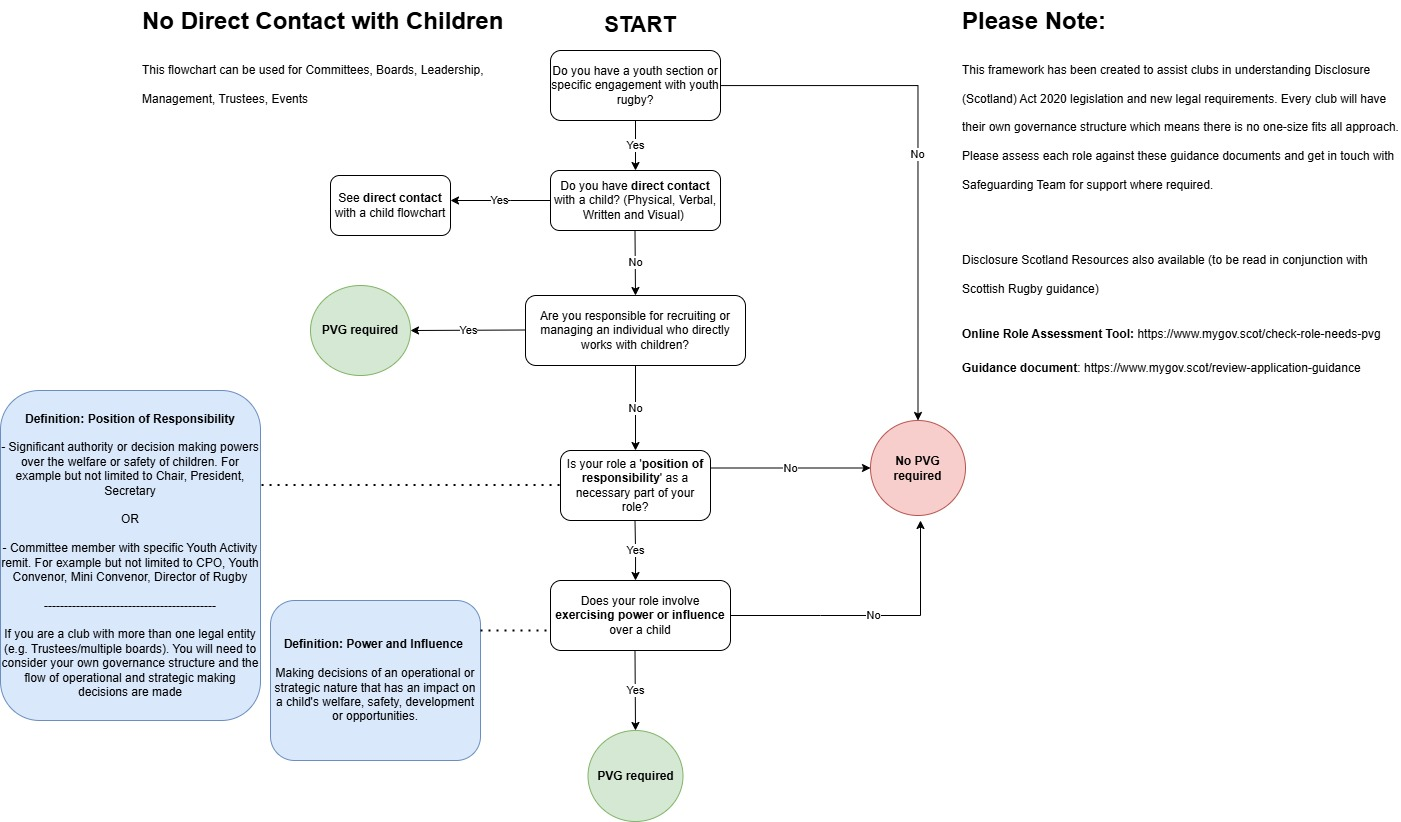 No Direct Contact with Children
This flowchart can be used for Committees, Boards, Leadership,
Management, Trustees, Events
START
Do you have a youth section or
specific engagement with youth
rugby?
No
Yes
Do you have direct contact
with a child? (Physical, Verbal,
Written and Visual)
Yes
See direct contact
with a child flowchart
No
Are you responsible for recruiting or
managing an individual who directly
works with children?
Yes
PVG required
No
Is your role a 'position of
responsibility' as a
necessary part of your
role?
No
No PVG
required
Yes
Does your role involve
exercising power or influence
over a child
No
Yes
PVG required
Definition: Position of Responsibility
- Significant authority or decision making powers
over the welfare or safety of children. For
example but not limited to Chair, President,
Secretary
OR
- Committee member with specific Youth Activity
remit. For example but not limited to CPO, Youth
Convenor, Mini Convenor, Director of Rugby
-------------------------------------------
If you are a club with more than one legal entity
(e.g. Trustees/multiple boards). You will need to
consider your own governance structure and the
flow of operational and strategic making
decisions are made
Definition: Power and Influence
Making decisions of an operational or
strategic nature that has an impact on
a child's welfare, safety, development
or opportunities.
Please Note:
This framework has been created to assist clubs in understanding Disclosure
(Scotland) Act 2020 legislation and new legal requirements. Every club will have
their own governance structure which means there is no one-size fits all approach.
Please assess each role against these guidance documents and get in touch with
Safeguarding Team for support where required.
Disclosure Scotland Resources also available (to be read in conjunction with
Scottish Rugby guidance)
Online Role Assessment Tool: https://www.mygov.scot/check-role-needs-pvg
Guidance document: https://www.mygov.scot/review-application-guidance